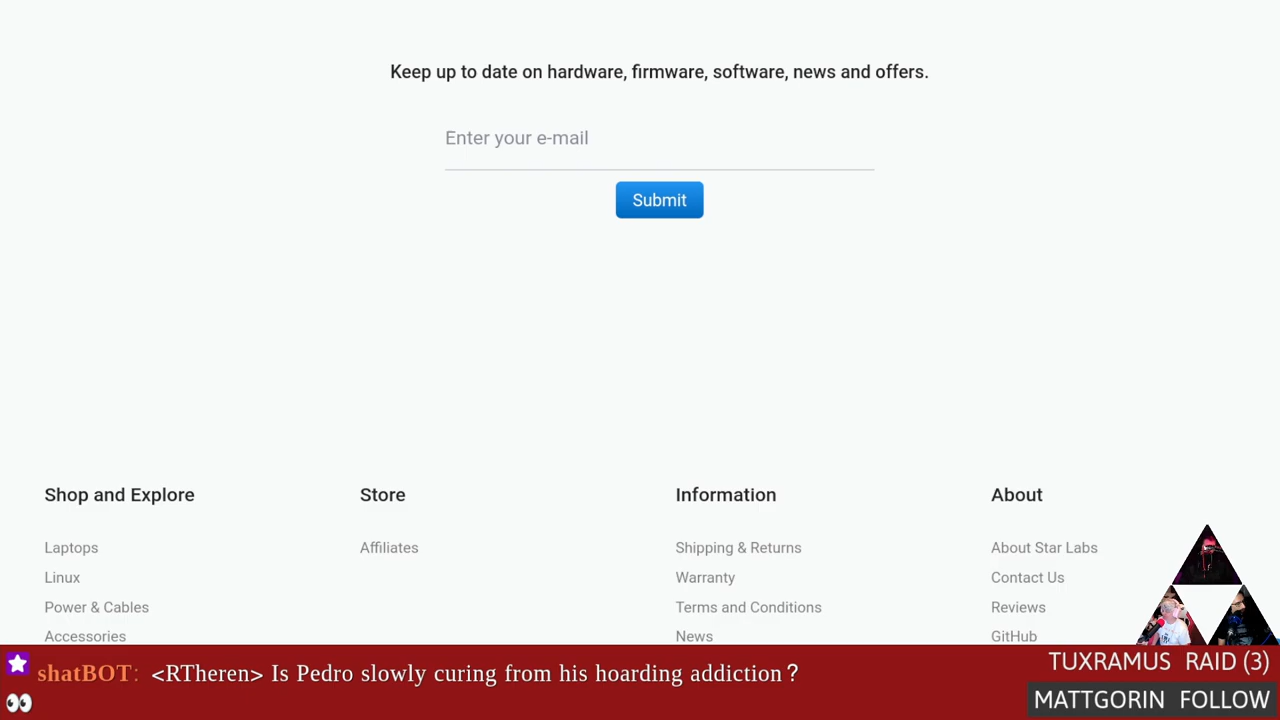 Keep up to date on hardware, firmware, software, news and offers.
Enter your e-mail
Submit
Shop and Explore
Laptops
Linux
Power & Cables
Accessories
Store
Affiliates
Information
Shipping & Returns
Warranty
Terms and Conditions
News
About
About Star Labs
Contact Us
Reviews
GitHub
shatBOT: <RTheren> Is Pedro slowly curing from his hoarding addiction?
TUXRAMUS RAID (3)
MATTGORIN FOLLOW